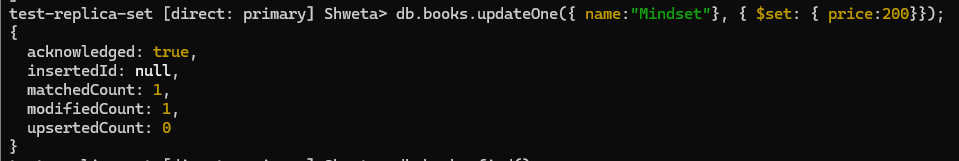 test-replica-set [direct: primary] Shweta> db.books.updateOne({ name:"Mindset"}, { $set: { price:200}});
{
  acknowledged: true,
  insertedId: null,
  matchedCount: 1,
  modifiedCount: 1,
  upsertedCount: 0
}